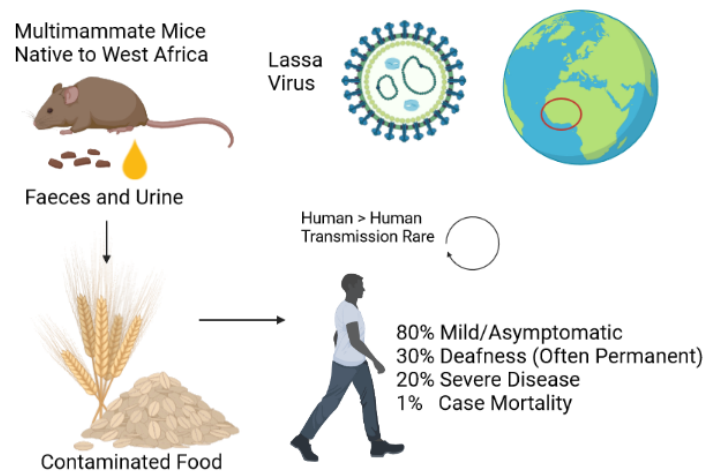 Multimammate Mice
Native to West Africa
Lassa
Virus
Faeces and Urine
Human > Human
Transmission Rare
80% Mild/Asymptomatic
30% Deafness (Often Permanent)
20% Severe Disease
1% Case Mortality
Contaminated Food